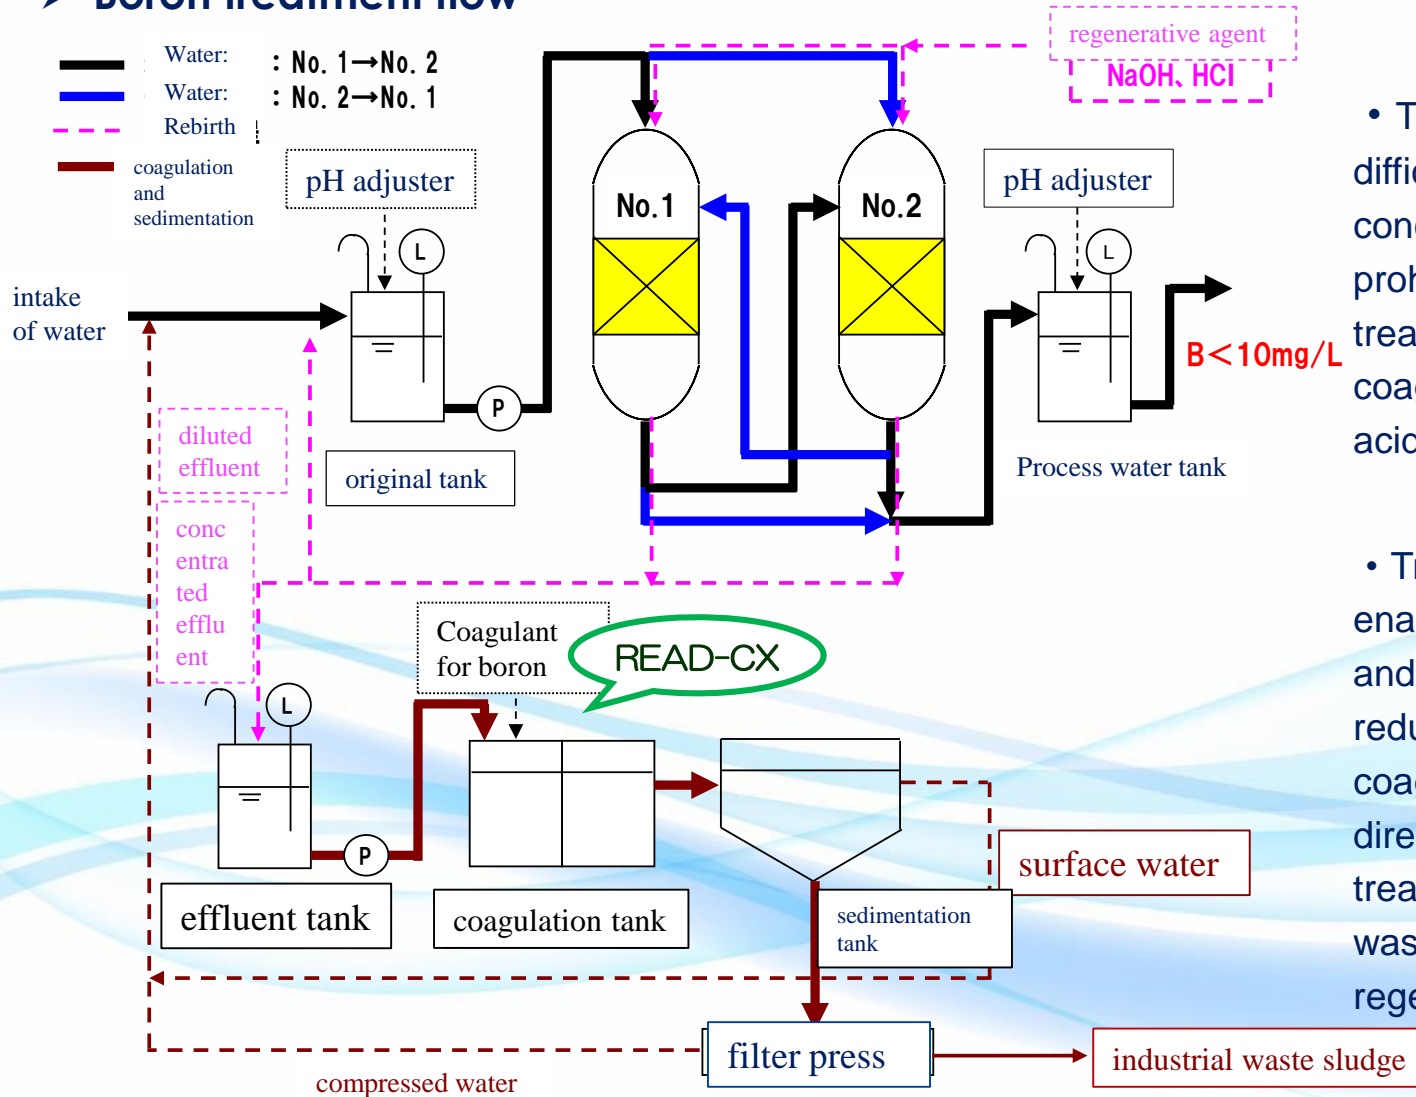 Boron treatment flow
Water: : No. 1→No. 2
Water: : No. 2→No. 1
Rebirth
coagulation
and
sedimentation
regenerative agent
NaOH、HCl
pH adjuster
L
intake
of water
P
original tank
No.1
No.2
pH adjuster
L
B＜10mg/L
Process water tank
diluted
effluent
conc
entra
ted
efflu
ent
Coagulant
for boron
READ-CX
L
P
effluent tank
coagulation tank
sedimentation
tank
surface water
filter press
industrial waste sludge
compressed water